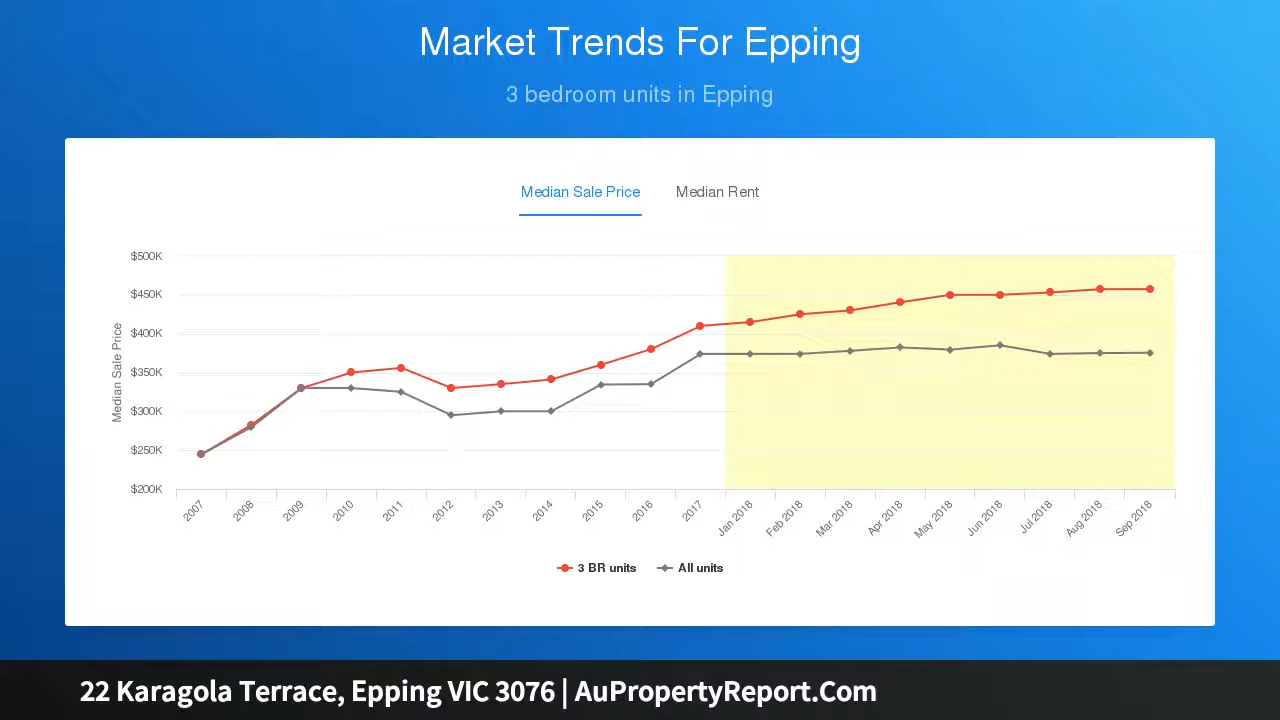 Market Trends For Epping
3 bedroom units in Epping
Median Sale Price
Median Rent
Median Sale Price
$500K
$450K
$400K
$350K
$300K
$250K
$200K
2007
2008
2009
2010
2011
2012
2013
2014
2015
2016
2017
Jan 2018
Feb 2018
Mar 2018
Apr 2018
May 2018
Jun 2018
Jul 2018
Aug 2018
Sep 2018
3 BR units
All units
22 Karagola Terrace, Epping VIC 3076 | AuPropertyReport.Com